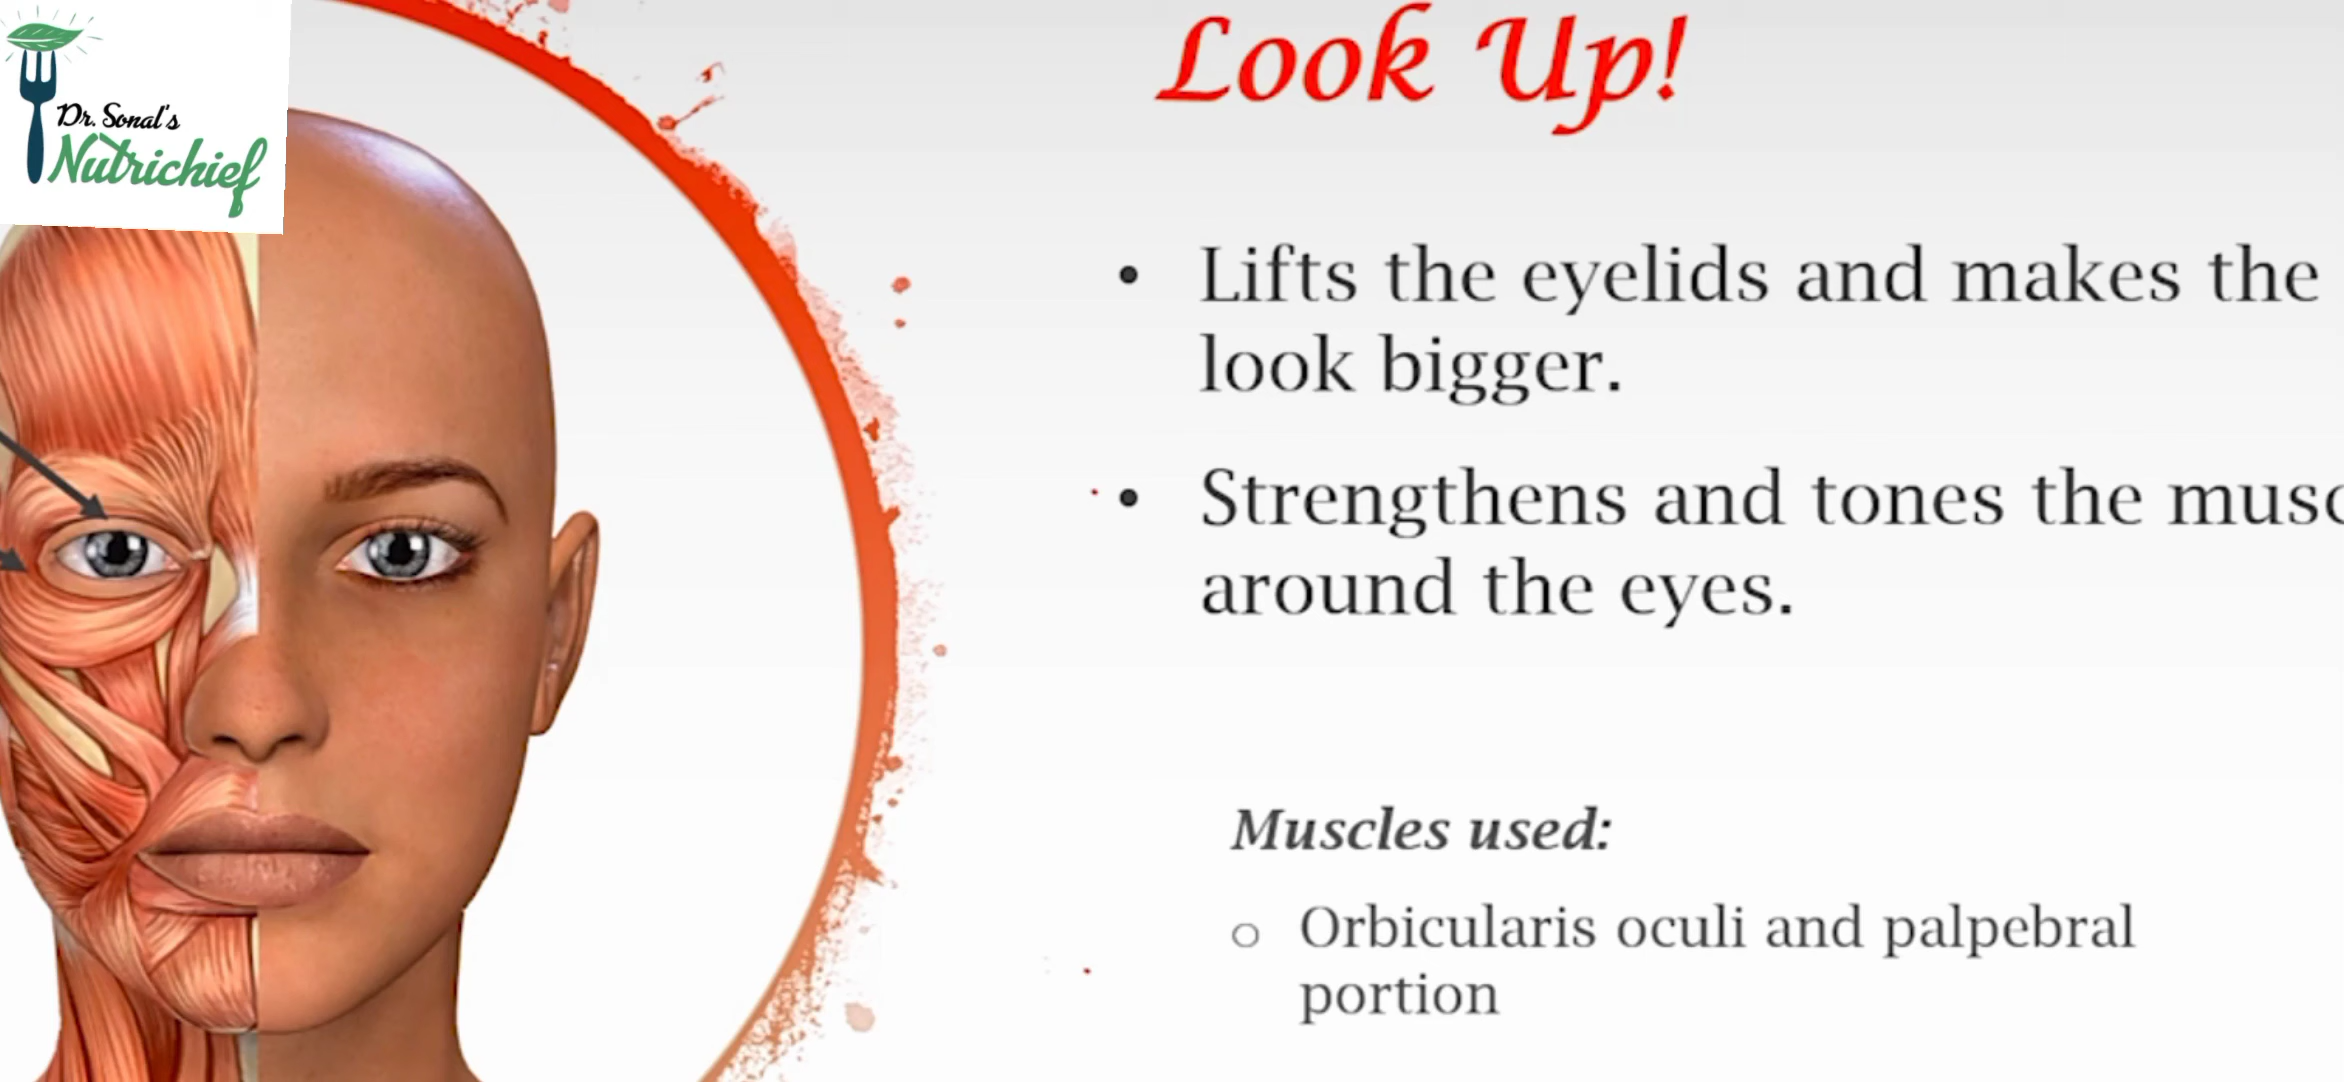 Dr. Sonal's
Nutrichief
Look Up!
• Lifts the eyelids and makes the
look bigger.
• Strengthens and tones the
around the eyes.
Muscles used:
o Orbicularis oculi and palpebral
portion